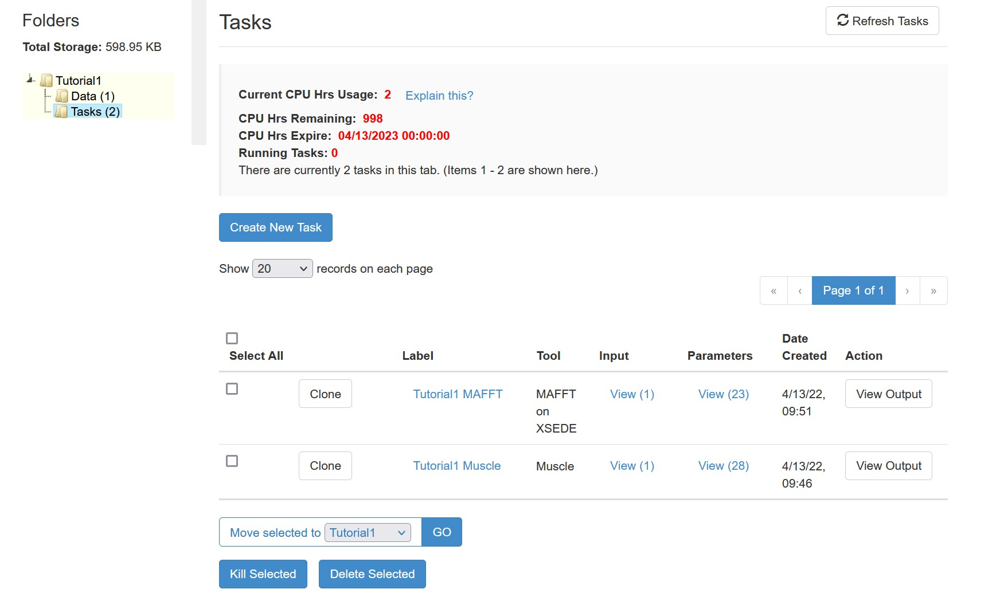 Folders
Total Storage: 598.95 KB
Tutorial1
Data (1)
Tasks (2)
Tasks
Refresh Tasks
Current CPU Hrs Usage: 2 Explain this?
CPU Hrs Remaining: 998
CPU Hrs Expire: 04/13/2023 00:00:00
Running Tasks: 0
There are currently 2 tasks in this tab. (Items 1 - 2 are shown here.)
Create New Task
Show 20 records on each page
« ‹ Page 1 of 1 › »
Select All Label Tool Input Parameters Date Created Action
Clone Tutorial1 MAFFT MAFFT on XSEDE View (1) View (23) 4/13/22, 09:51 View Output
Clone Tutorial1 Muscle Muscle View (1) View (28) 4/13/22, 09:46 View Output
Move selected to Tutorial1 GO
Kill Selected Delete Selected